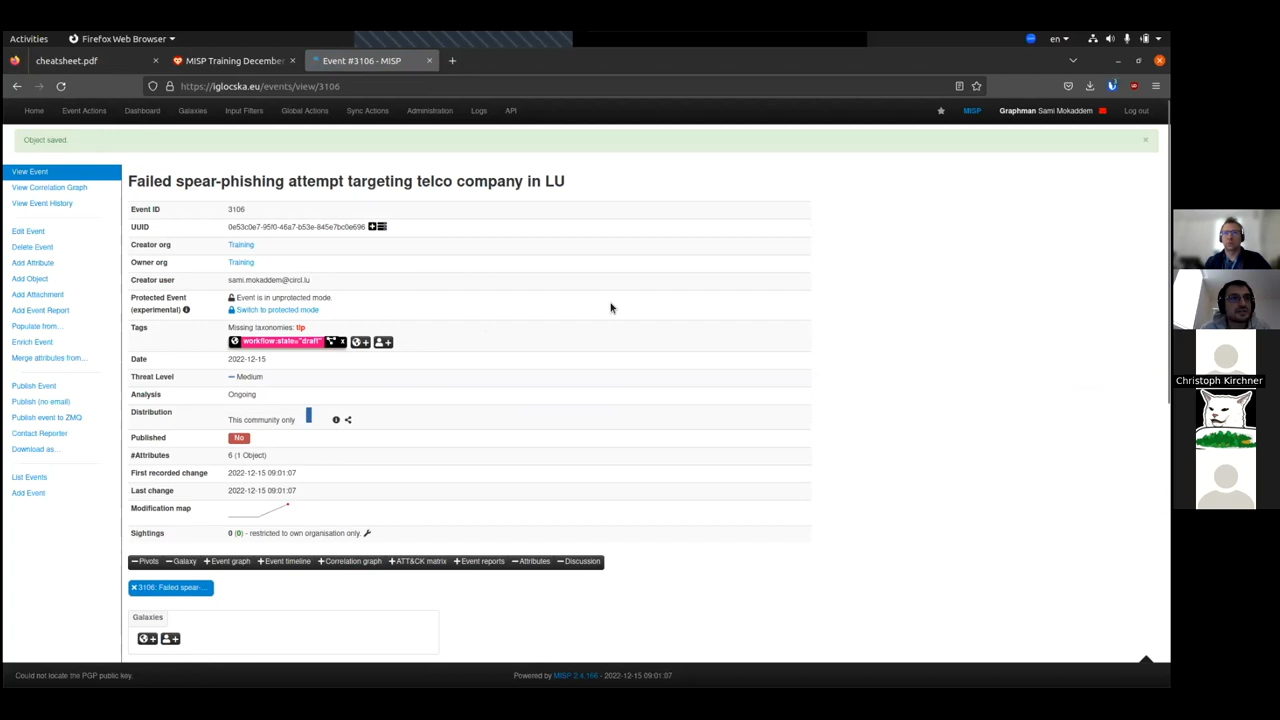 Activities
Firefox Web Browser
en
cheatsheet.pdf
MISP Training December
Event #3106 - MISP
https://iglocska.eu/events/view/3106
Home
Event Actions
Dashboard
Galaxies
Input Filters
Global Actions
Sync Actions
Administration
Logs
API
MISP
Graphman Sami Mokaddem
Log out
Object saved.
View Event
View Correlation Graph
View Event History
Edit Event
Delete Event
Add Attribute
Add Object
Add Attachment
Add Event Report
Populate from...
Enrich Event
Merge attributes from...
Publish Event
Publish (no email)
Publish event to ZMQ
Contact Reporter
Download as...
List Events
Add Event
Failed spear-phishing attempt targeting telco company in LU
Event ID 3106
UUID 0e53c0e7-95f0-46a7-b53e-845e7bc0e696
Creator org Training
Owner org Training
Creator user sami.mokaddem@circl.lu
Protected Event Event is in unprotected mode.
(experimental) Switch to protected mode
Tags Missing taxonomies: tlp
workflow:state="draft" x
Date 2022-12-15
Threat Level Medium
Analysis Ongoing
Distribution This community only
Published No
#Attributes 6 (1 Object)
First recorded change 2022-12-15 09:01:07
Last change 2022-12-15 09:01:07
Modification map
Sightings 0 (0) - restricted to own organisation only.
Pivots
Galaxy
Event graph
Event timeline
Correlation graph
ATT&CK matrix
Event reports
Attributes
Discussion
3106: Failed spear-...
Galaxies
Could not locate the PGP public key.
Powered by MISP 2.4.166 - 2022-12-15 09:01:07
Christoph Kirchner